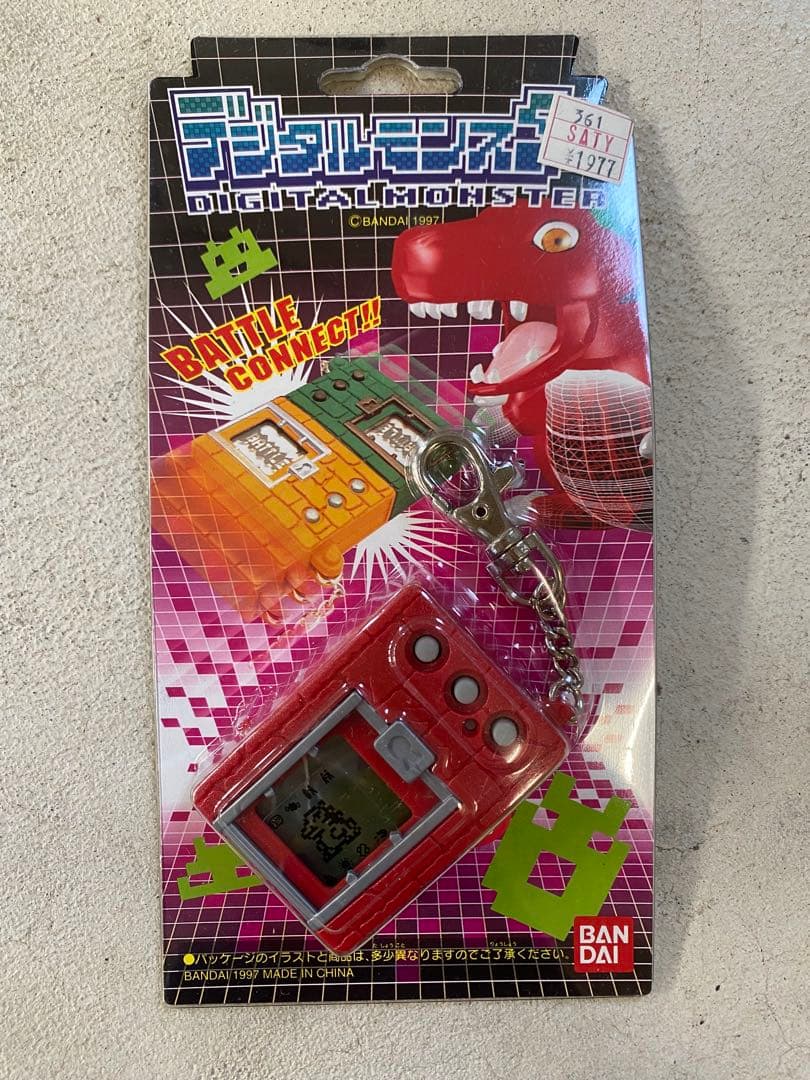 デジタルモンスター
361
SATY
¥1977
DIGITALMONSTER
©BANDAI 1997
BATTLE
CONNECT!!
BATTLE
●パッケージのイラストと商品は、多少異なりますのでご了承ください。
BANDAI 1997 MADE IN CHINA
BAN
DAI